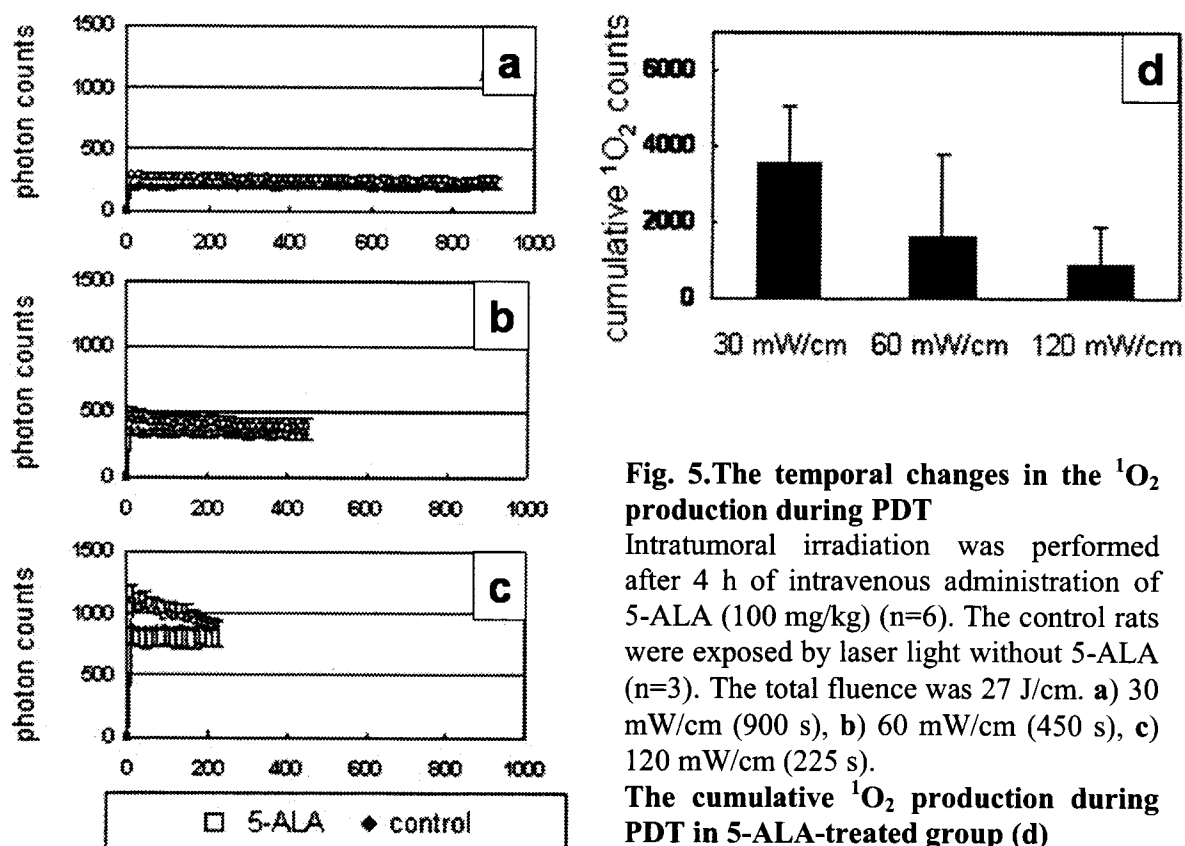 1500
1000
500
0
photon counts
a
0 200 400 600 800 1000
1500
1000
500
0
photon counts
b
0 200 400 600 800 1000
1500
1000
500
0
photon counts
c
0 200 400 600 800 1000
□ 5-ALA ◆ control
d
cumulative ¹O₂ counts
6000
4000
2000
0
30 mW/cm 60 mW/cm 120 mW/cm
Fig. 5.The temporal changes in the ¹O₂
production during PDT
Intratumoral irradiation was performed
after 4 h of intravenous administration of
5-ALA (100 mg/kg) (n=6). The control rats
were exposed by laser light without 5-ALA
(n=3). The total fluence was 27 J/cm. a) 30
mW/cm (900 s), b) 60 mW/cm (450 s), c)
120 mW/cm (225 s).
The cumulative ¹O₂ production during
PDT in 5-ALA-treated group (d)